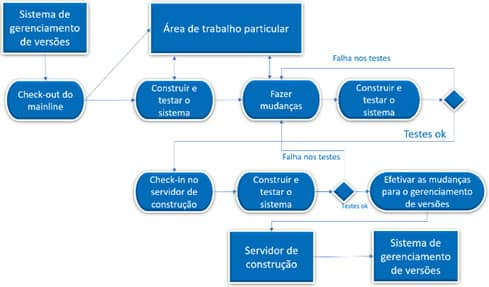 Sistema de
gerenciamento de
versões
Área de trabalho particular
Falha nos testes
Check-out do
mainline
Construir e
testar o
sistema
Fazer
mudanças
Construir e
testar o
sistema
Testes ok
Falha nos testes
Check-in no
servidor de
construção
Construir e
testar o
sistema
Testes ok
Efetivar as mudanças
para o gerenciamento
de versões
Servidor de
construção
Sistema de
gerenciamento
de versões